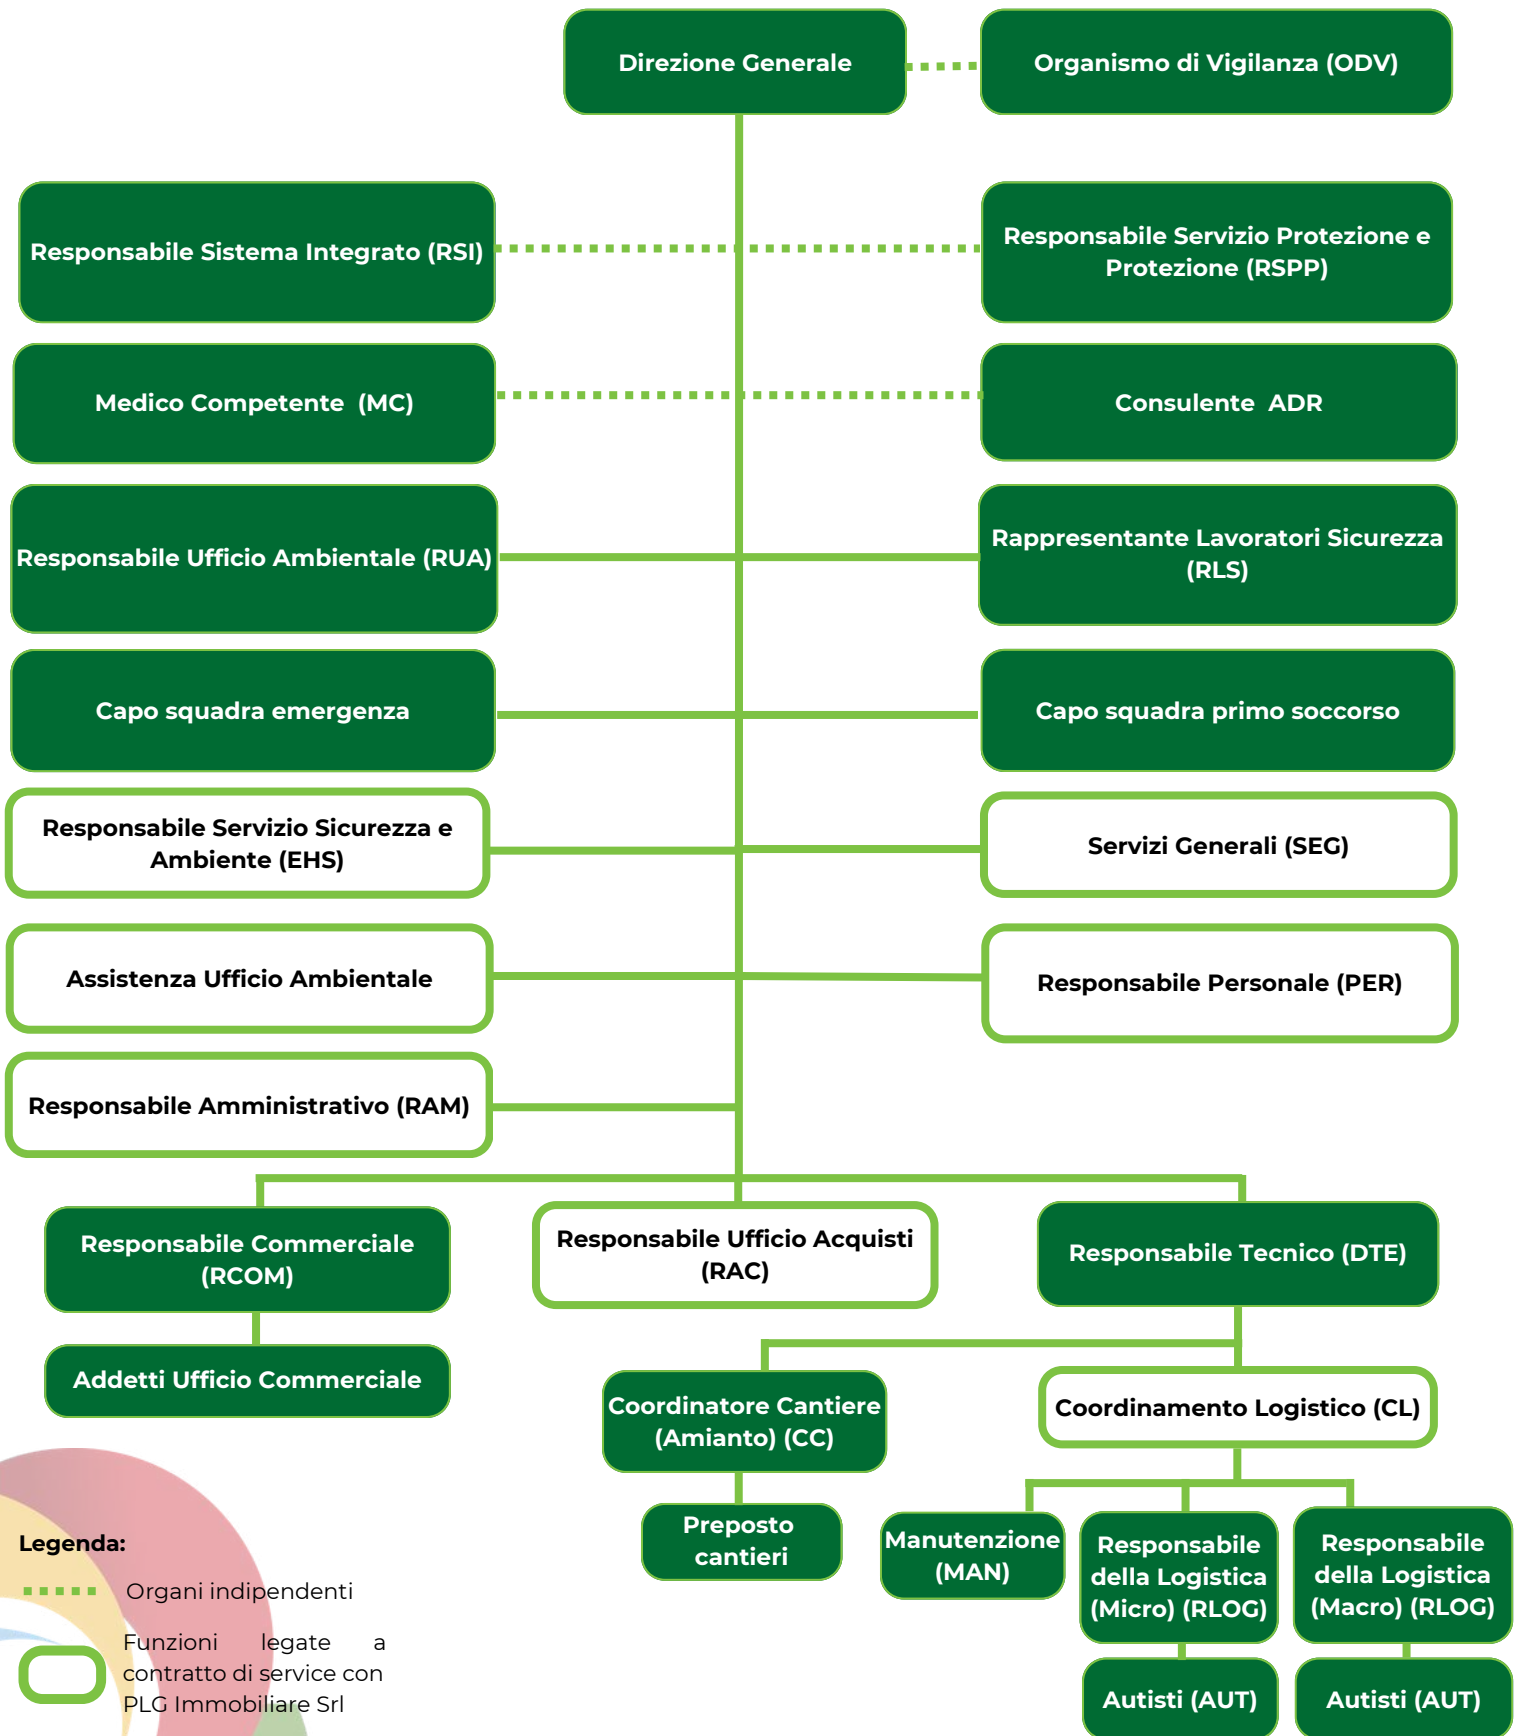 Direzione Generale
Organismo di Vigilanza (ODV)
Responsabile Sistema Integrato (RSI)
Responsabile Servizio Protezione e
Protezione (RSPP)
Medico Competente (MC)
Consulente ADR
Responsabile Ufficio Ambientale (RUA)
Rappresentante Lavoratori Sicurezza
(RLS)
Capo squadra emergenza
Capo squadra primo soccorso
Responsabile Servizio Sicurezza e
Ambiente (EHS)
Servizi Generali (SEG)
Assistenza Ufficio Ambientale
Responsabile Personale (PER)
Responsabile Amministrativo (RAM)
Responsabile Commerciale
(RCOM)
Responsabile Ufficio Acquisti
(RAC)
Responsabile Tecnico (DTE)
Addetti Ufficio Commerciale
Coordinatore Cantiere
(Amianto) (CC)
Coordinamento Logistico (CL)
Preposto
cantieri
Manutenzione
(MAN)
Responsabile
della Logistica
(Micro) (RLOG)
Responsabile
della Logistica
(Macro) (RLOG)
Autisti (AUT)
Autisti (AUT)
Legenda:
Organi indipendenti
Funzioni legate a
contratto di service con
PLG Immobiliare Srl